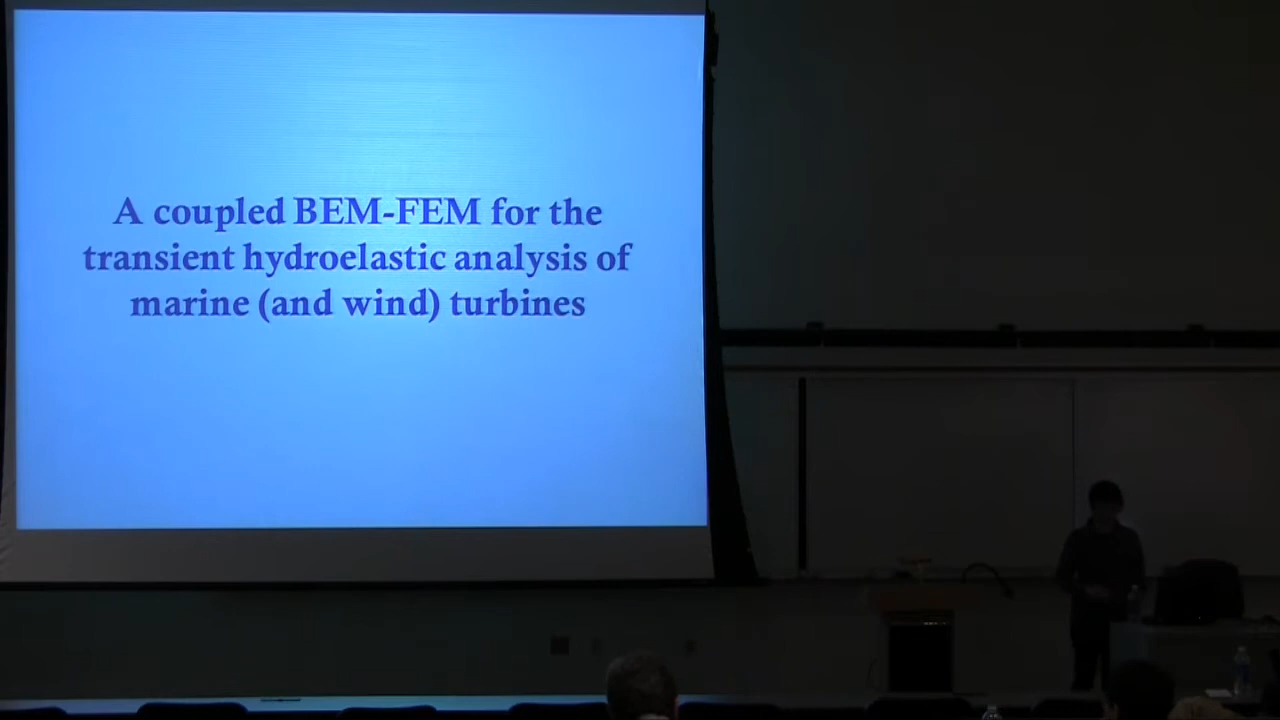 A coupled BEM-FEM for the
transient hydroelastic analysis of
marine (and wind) turbines